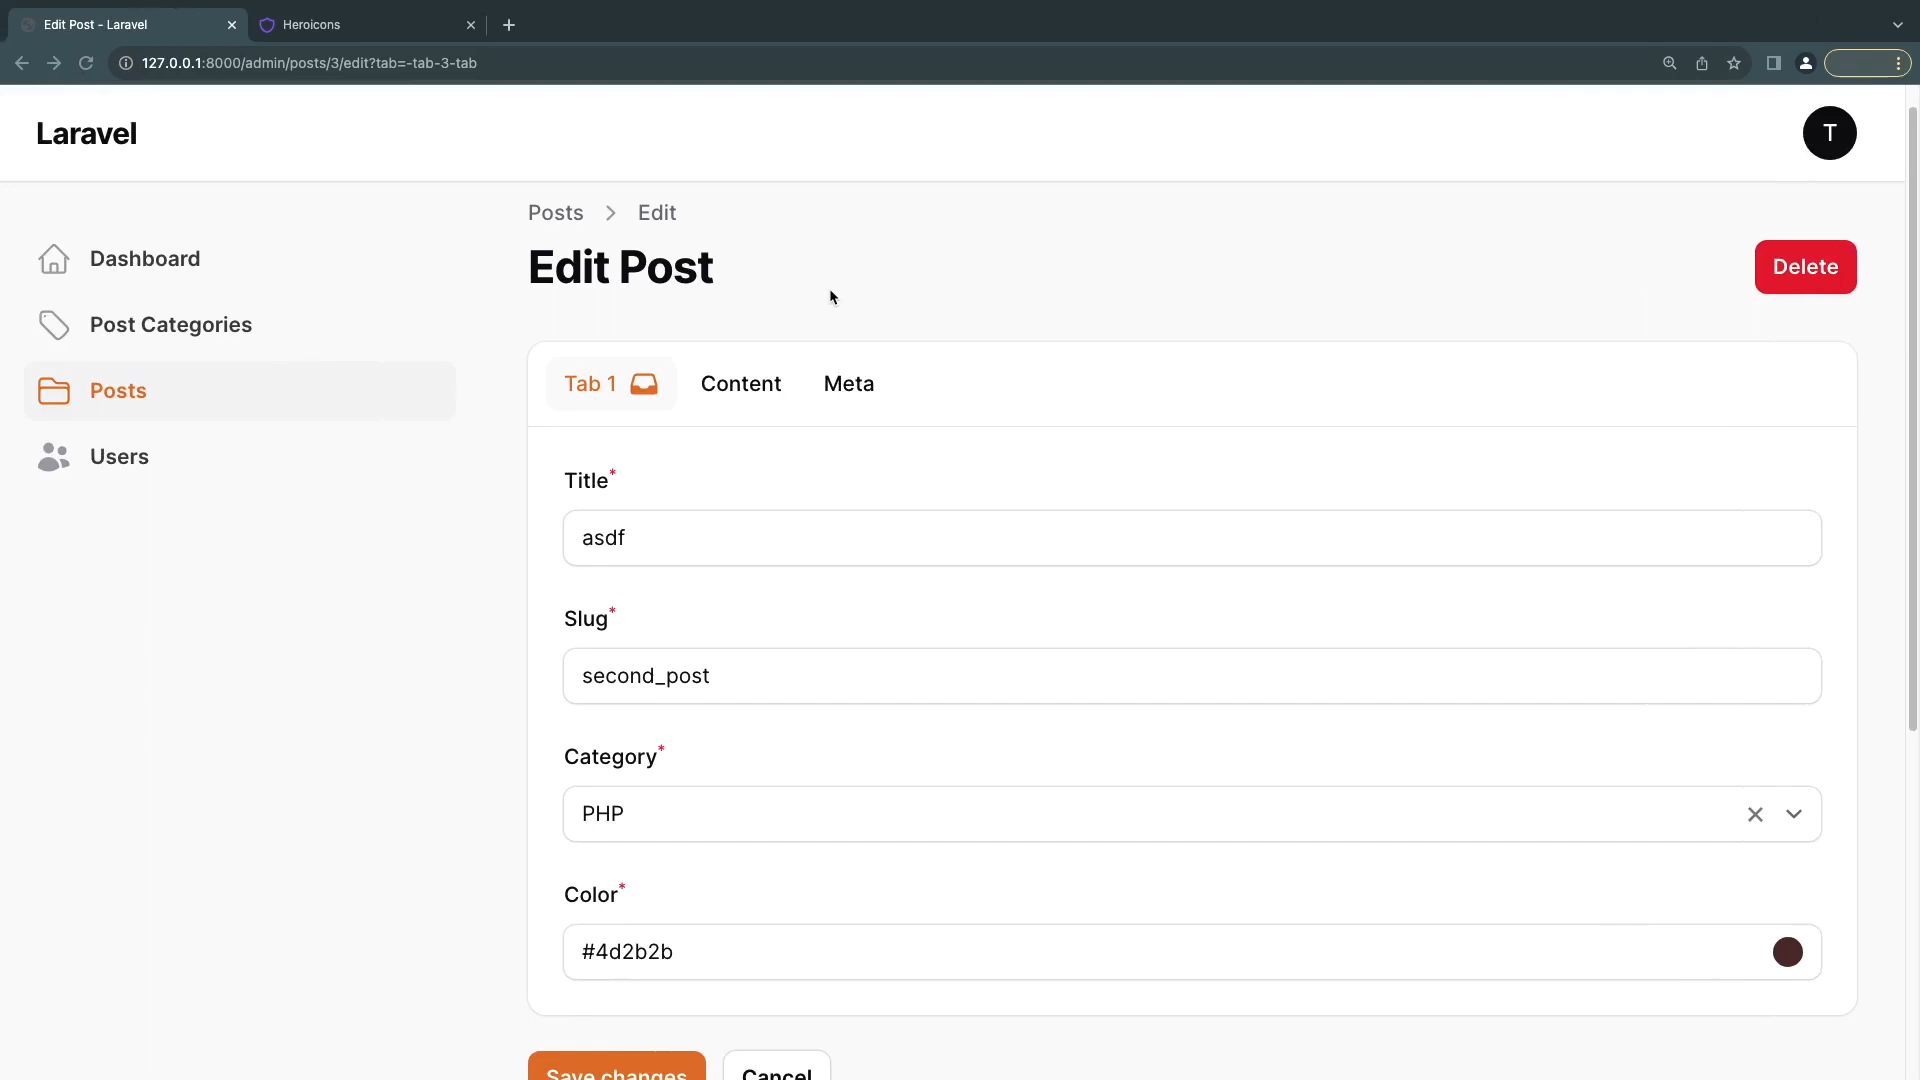 Edit Post - Laravel
Heroicons
127.0.0.1:8000/admin/posts/3/edit?tab=-tab-3-tab
Laravel
T
Dashboard
Post Categories
Posts
Users
Posts > Edit
Edit Post
Delete
Tab 1 Content Meta
Title*
asdf
Slug*
second_post
Category*
PHP
Color*
#4d2b2b
Save changes Cancel